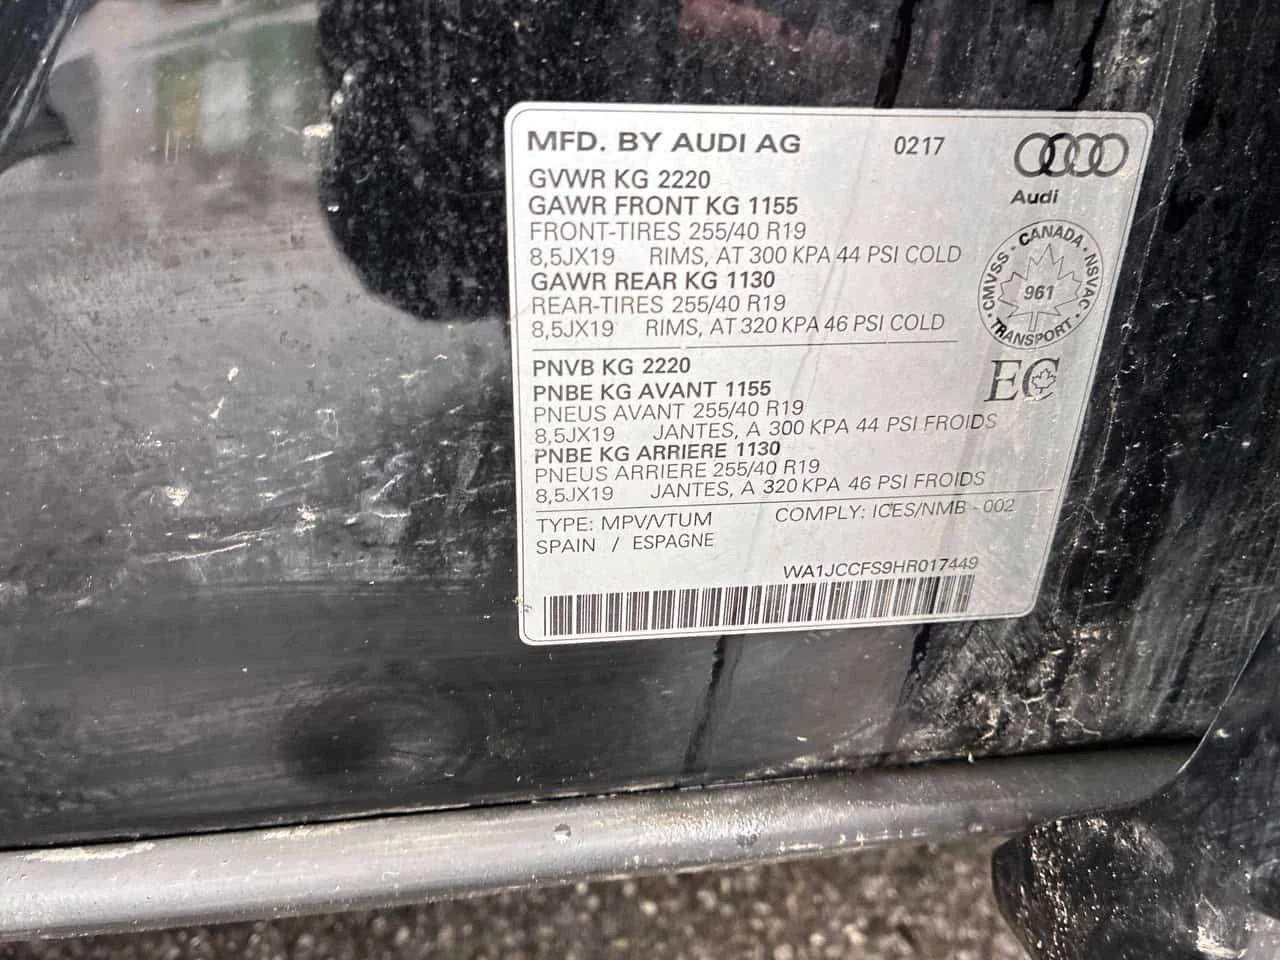 MFD. BY AUDI AG 0217
Audi
GVWR KG 2220
GAWR FRONT KG 1155
FRONT-TIRES 255/40 R19
8,5JX19 RIMS, AT 300 KPA 44 PSI COLD
GAWR REAR KG 1130
REAR-TIRES 255/40 R19
8,5JX19 RIMS, AT 320 KPA 46 PSI COLD
CANADA · NSVAC · TRANSPORT · CMVSS ·
961
PNVB KG 2220
PNBE KG AVANT 1155
PNEUS AVANT 255/40 R19
8,5JX19 JANTES, A 300 KPA 44 PSI FROIDS
PNBE KG ARRIERE 1130
PNEUS ARRIERE 255/40 R19
8,5JX19 JANTES, A 320 KPA 46 PSI FROIDS
EC
TYPE: MPV/VTUM COMPLY: ICES/NMB - 002
SPAIN / ESPAGNE
WA1JCCFS9HR017449